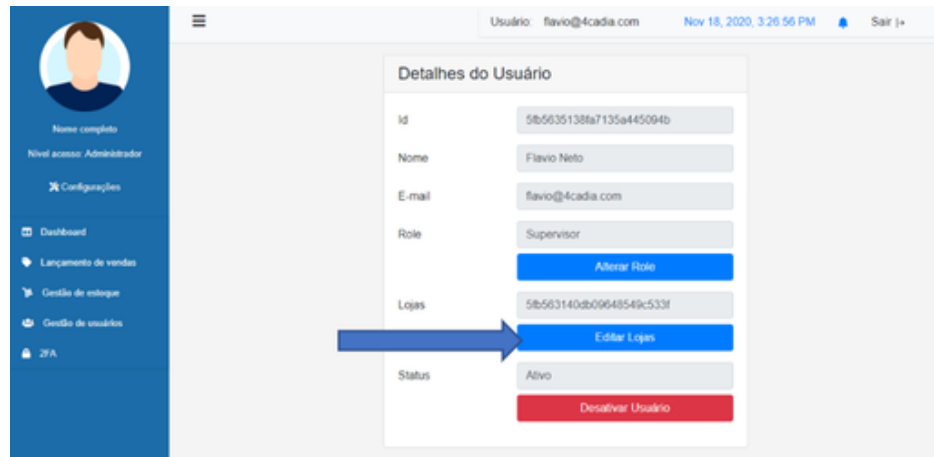 Usuário: flavio@4cadia.com Nov 18, 2020, 3:26:56 PM Sair
Nome completo
Nível acesso: Administrador
Configurações
Dashboard
Lançamento de vendas
Gestão de estoque
Gestão de usuários
2FA
Detalhes do Usuário
Id 5fb5635138fa7135a445094b
Nome Flavio Neto
E-mail flavio@4cadia.com
Role Supervisor
Alterar Role
Lojas 5fb563140db09648549c533f
Editar Lojas
Status Ativo
Desativar Usuário